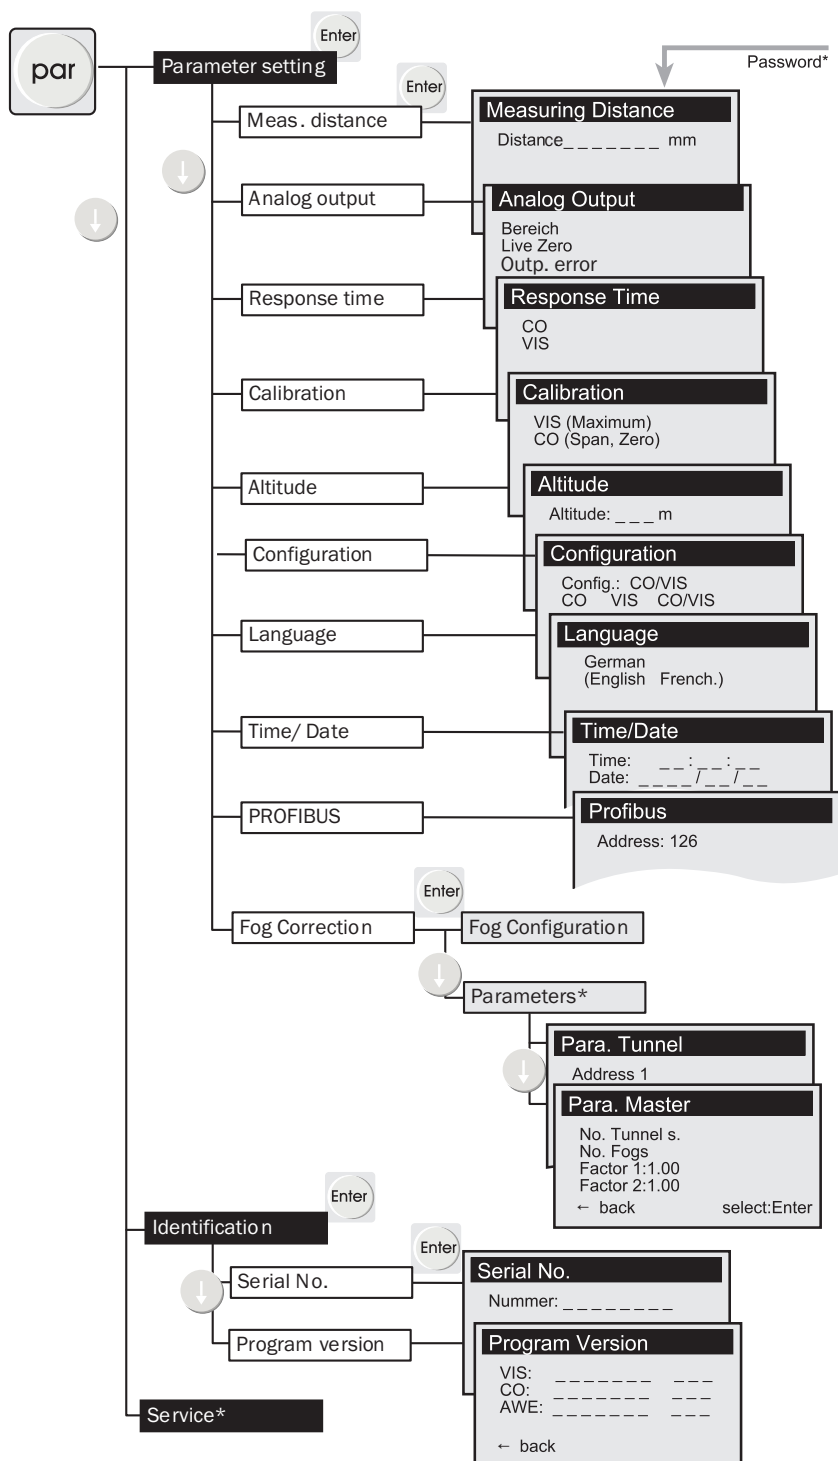 Enter
par
Parameter setting
Password*
Enter
Meas. distance
Measuring Distance
Distance_ _ _ _ _ _ _ mm
Analog output
Analog Output
Bereich
Live Zero
Outp. error
Response time
Response Time
CO
VIS
Calibration
Calibration
VIS (Maximum)
CO (Span, Zero)
Altitude
Altitude
Altitude: _ _ _ m
Configuration
Configuration
Config.: CO/VIS
CO VIS CO/VIS
Language
Language
German
(English French.)
Time/ Date
Time/Date
Time: _ _ : _ _ : _ _
Date: _ _ _ _ / _ _ / _ _
PROFIBUS
Profibus
Address: 126
Enter
Fog Correction
Fog Configuration
Parameters*
Para. Tunnel
Address 1
Para. Master
No. Tunnel s.
No. Fogs
Factor 1:1.00
Factor 2:1.00
← back select:Enter
Enter
Identification
Enter
Serial No.
Serial No.
Nummer: _ _ _ _ _ _ _ _
Program version
Program Version
VIS: _ _ _ _ _ _ _ _ _ _
CO: _ _ _ _ _ _ _ _ _ _
AWE: _ _ _ _ _ _ _ _ _ _
← back
Service*